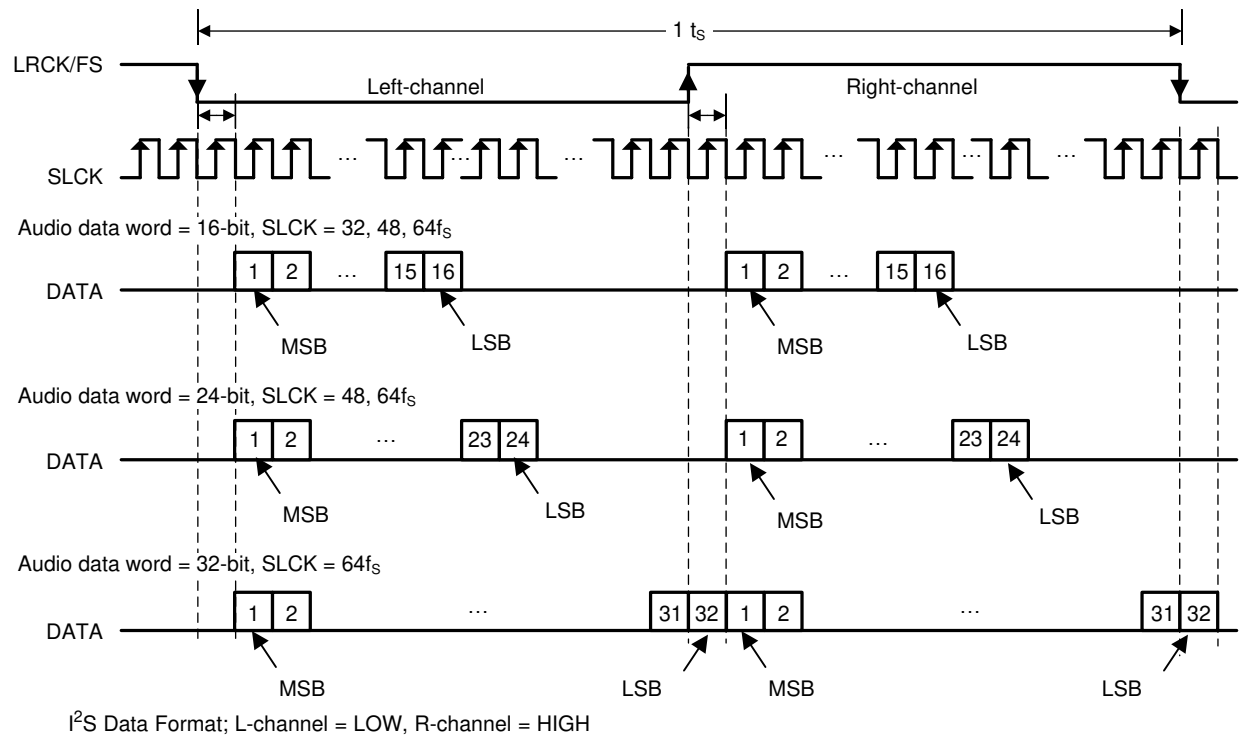 1 tS
LRCK/FS
Left-channel
Right-channel
… … … … … …
SLCK
Audio data word = 16-bit, SLCK = 32, 48, 64fS
1 2 … 15 16 1 2 … 15 16
DATA
MSB LSB MSB LSB
Audio data word = 24-bit, SLCK = 48, 64fS
1 2 … 23 24 1 2 … 23 24
DATA
MSB LSB MSB LSB
Audio data word = 32-bit, SLCK = 64fS
1 2 … 31 32 1 2 … 31 32
DATA
MSB LSB MSB LSB
I2S Data Format; L-channel = LOW, R-channel = HIGH